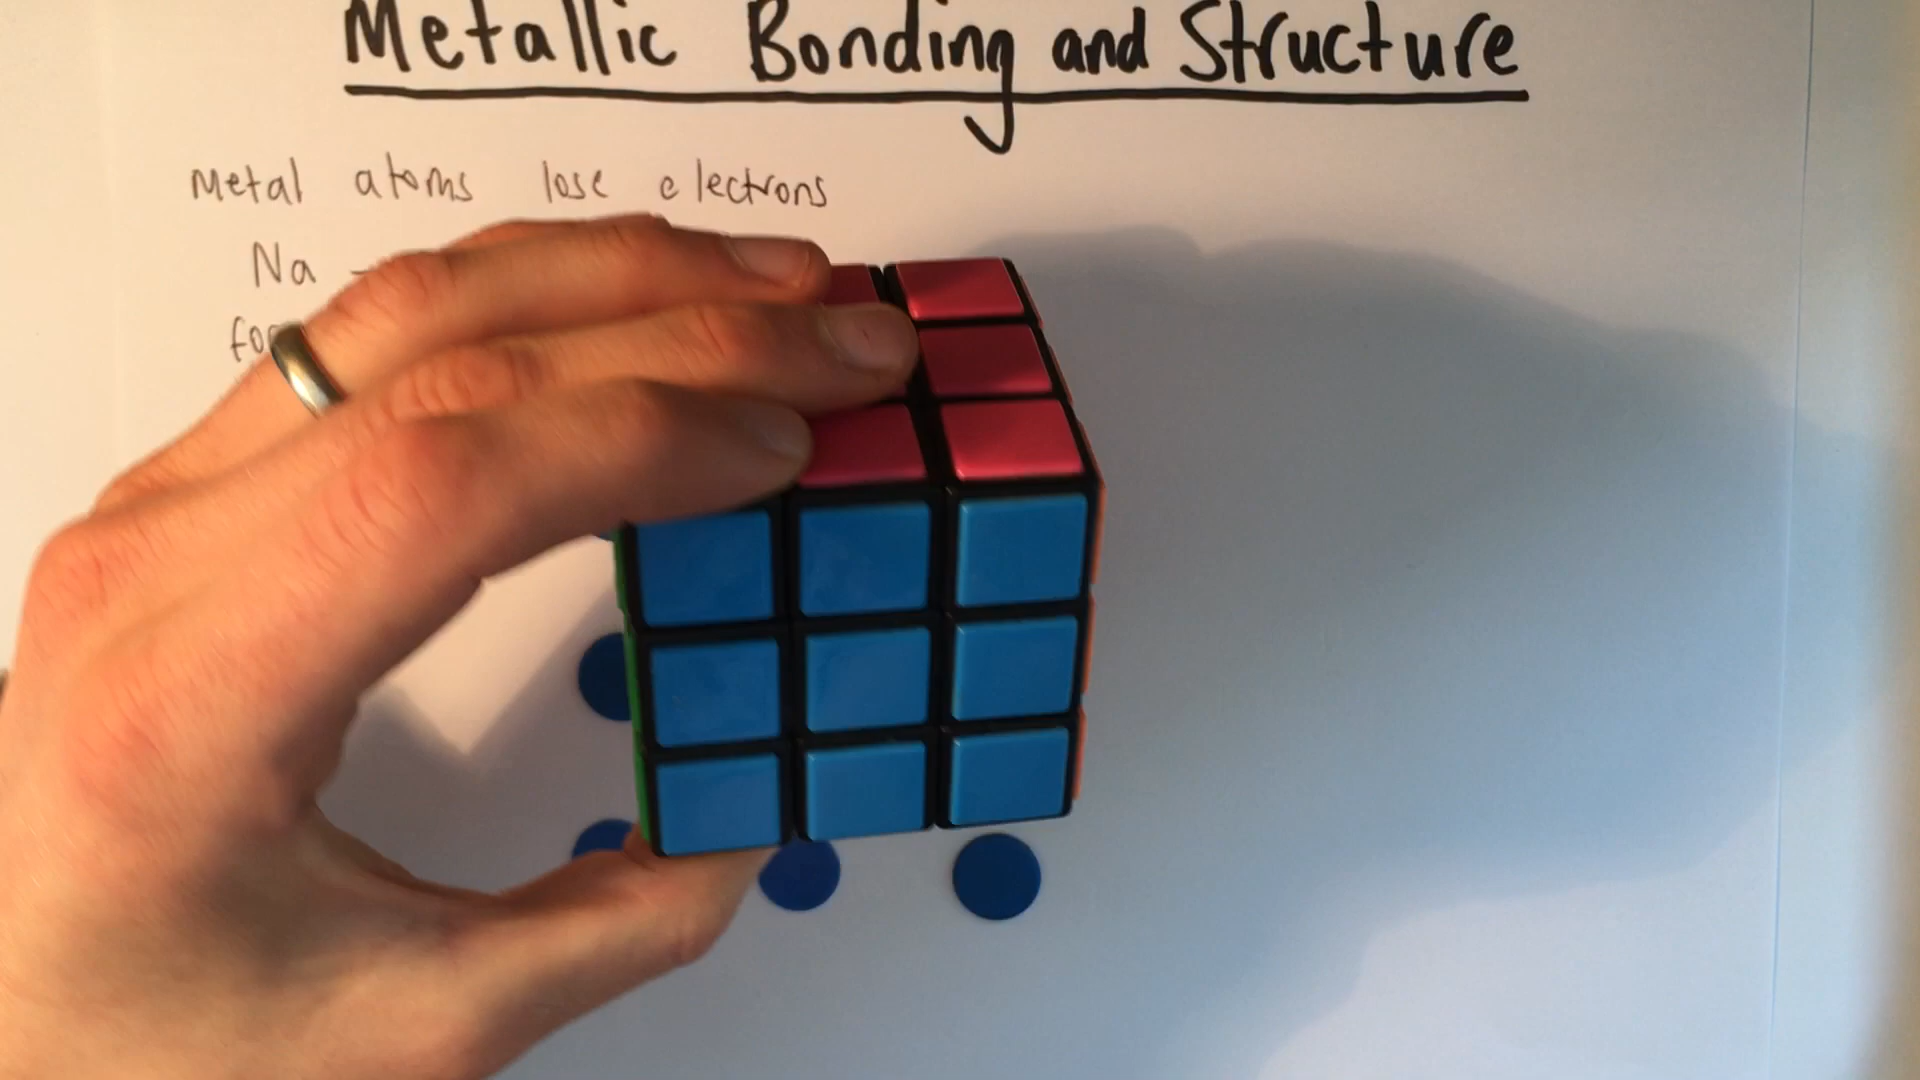 Metallic Bonding and Structure
Metal atoms lose electrons
Na